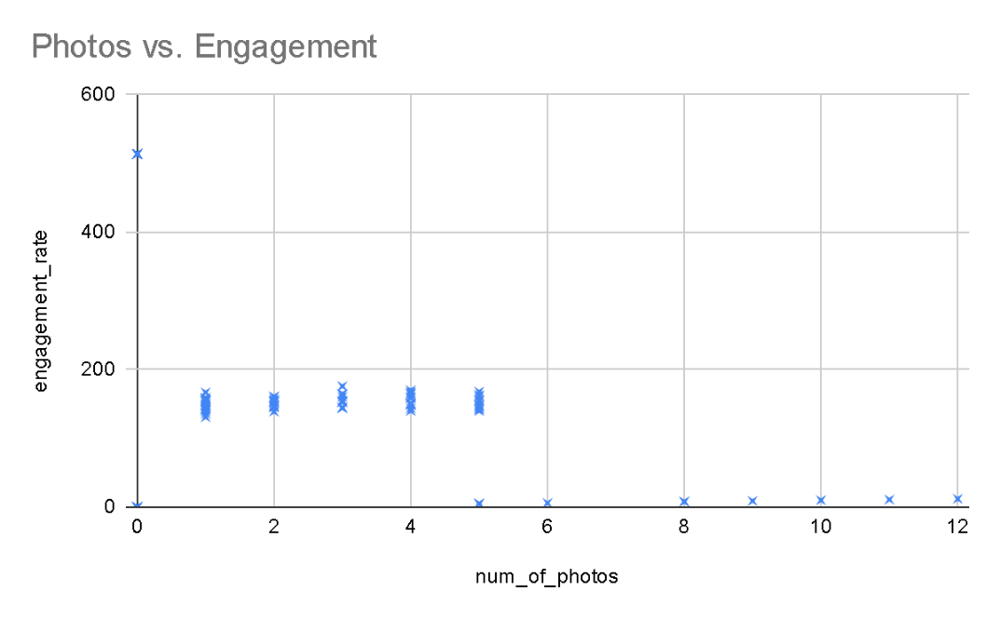 Photos vs. Engagement
600
400
200
0
engagement_rate
0 2 4 6 8 10 12
num_of_photos